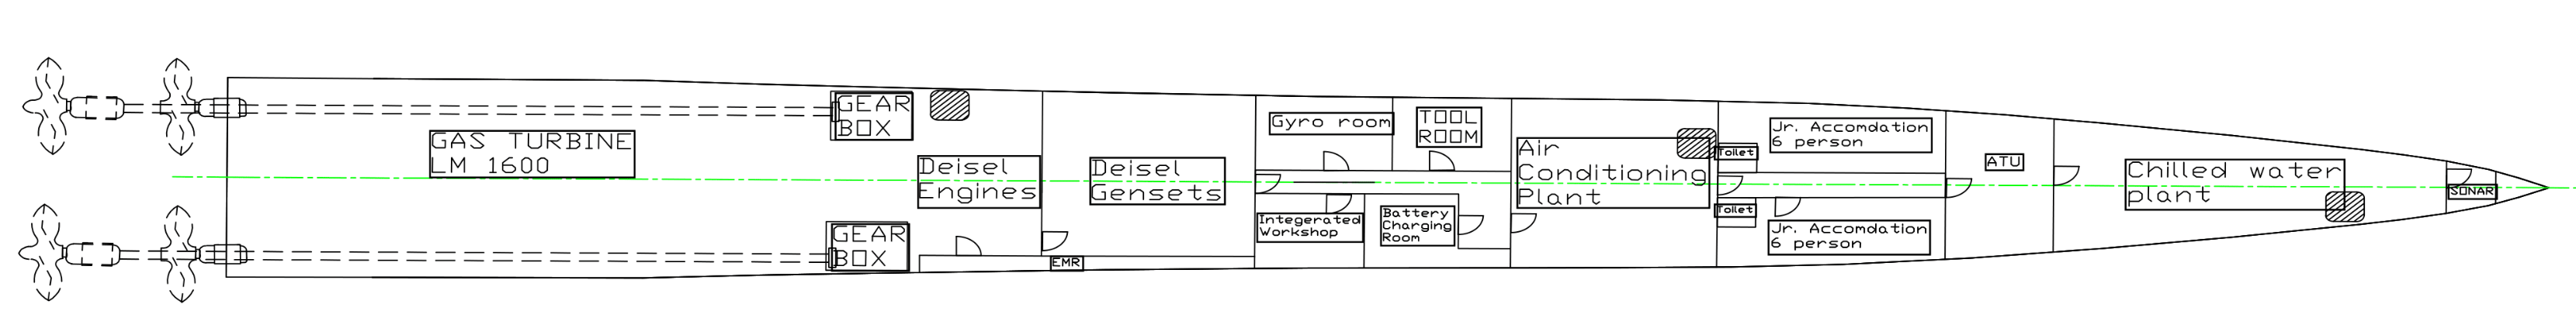 GAS TURBINE
LM 1600
GEAR
BOX
GEAR
BOX
Deisel
Engines
Deisel
Gensets
EMR
Gyro room
TOOL
ROOM
Integerated
Workshop
Battery
Charging
Room
Air
Conditioning
Plant
Toilet
Toilet
Jr. Accomdation
6 person
Jr. Accomdation
6 person
ATU
Chilled water
plant
SONAR